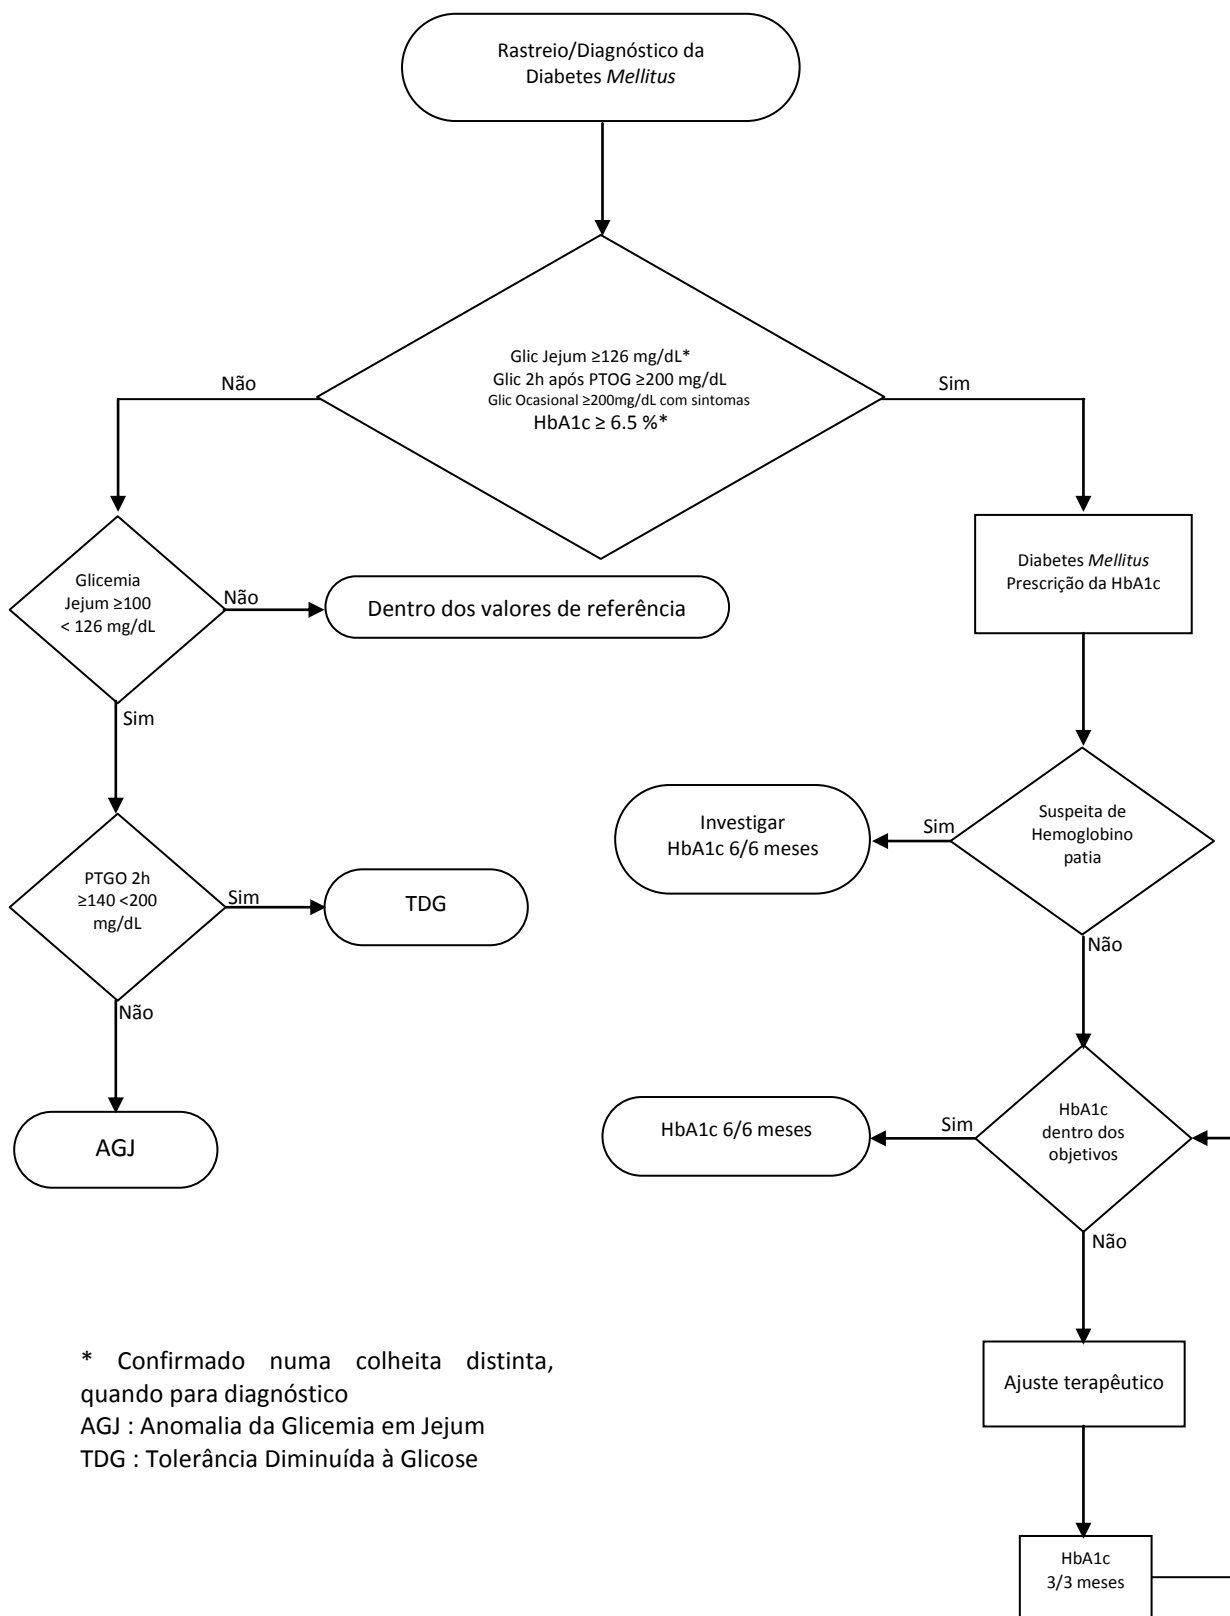 Rastreio/Diagnóstico da
Diabetes Mellitus
Glic Jejum ≥126 mg/dL*
Glic 2h após PTOG ≥200 mg/dL
Glic Ocasional ≥200mg/dL com sintomas
HbA1c ≥ 6.5 %*
Não
Sim
Glicemia
Jejum ≥100
< 126 mg/dL
Não
Dentro dos valores de referência
Diabetes Mellitus
Prescrição da HbA1c
Sim
Suspeita de
Hemoglobino
patia
Sim
Investigar
HbA1c 6/6 meses
PTGO 2h
≥140 <200
mg/dL
Sim
TDG
Não
Não
AGJ
HbA1c
dentro dos
objetivos
Sim
HbA1c 6/6 meses
Não
Ajuste terapêutico
HbA1c
3/3 meses
* Confirmado numa colheita distinta,
quando para diagnóstico
AGJ : Anomalia da Glicemia em Jejum
TDG : Tolerância Diminuída à Glicose